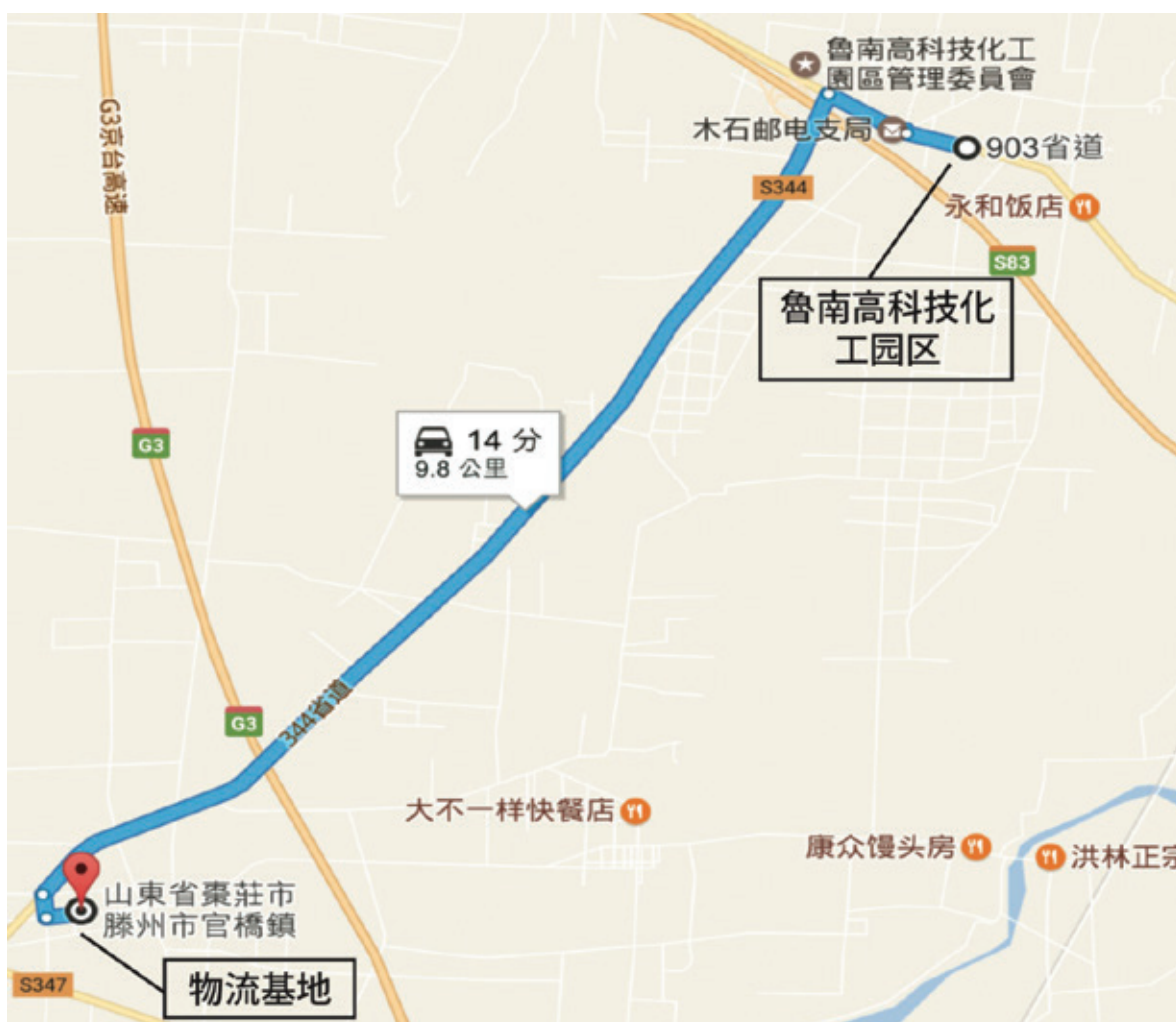 魯南高科技化工
園區管理委員會
G3京台高速
木石邮电支局
903省道
S344
永和饭店
S83
魯南高科技化
工园区
14 分
9.8 公里
G3
G3
344省道
大不一样快餐店
康众馒头房
洪林正宗
山東省棗莊市
滕州市官橋鎮
S347
物流基地